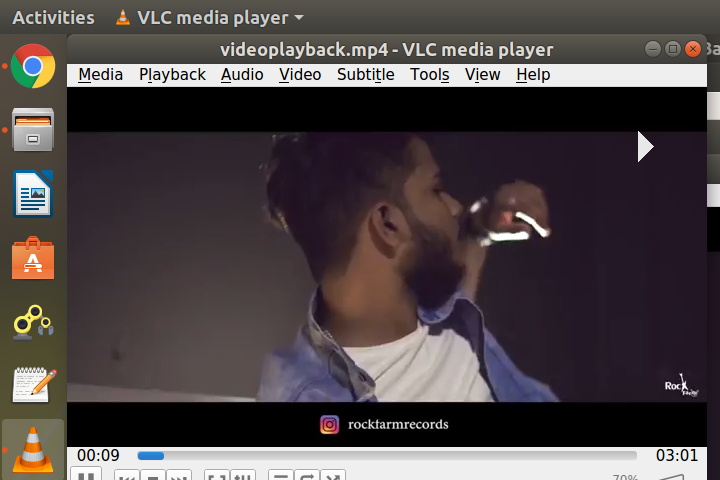 Activities
VLC media player
videoplayback.mp4 - VLC media player
Media Playback Audio Video Subtitle Tools View Help
Rock
rockfarmrecords
00:09
03:01
70%